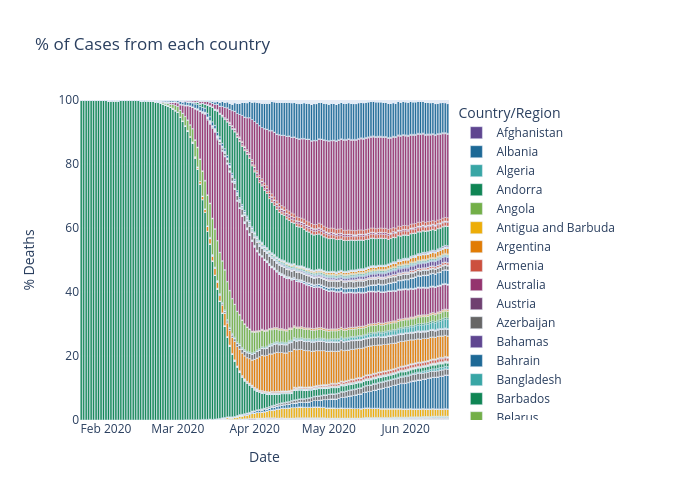 % of Cases from each country
100
80
60
40
20
0
% Deaths
Feb 2020
Mar 2020
Apr 2020
May 2020
Jun 2020
Date
Country/Region
Afghanistan
Albania
Algeria
Andorra
Angola
Antigua and Barbuda
Argentina
Armenia
Australia
Austria
Azerbaijan
Bahamas
Bahrain
Bangladesh
Barbados
Belarus